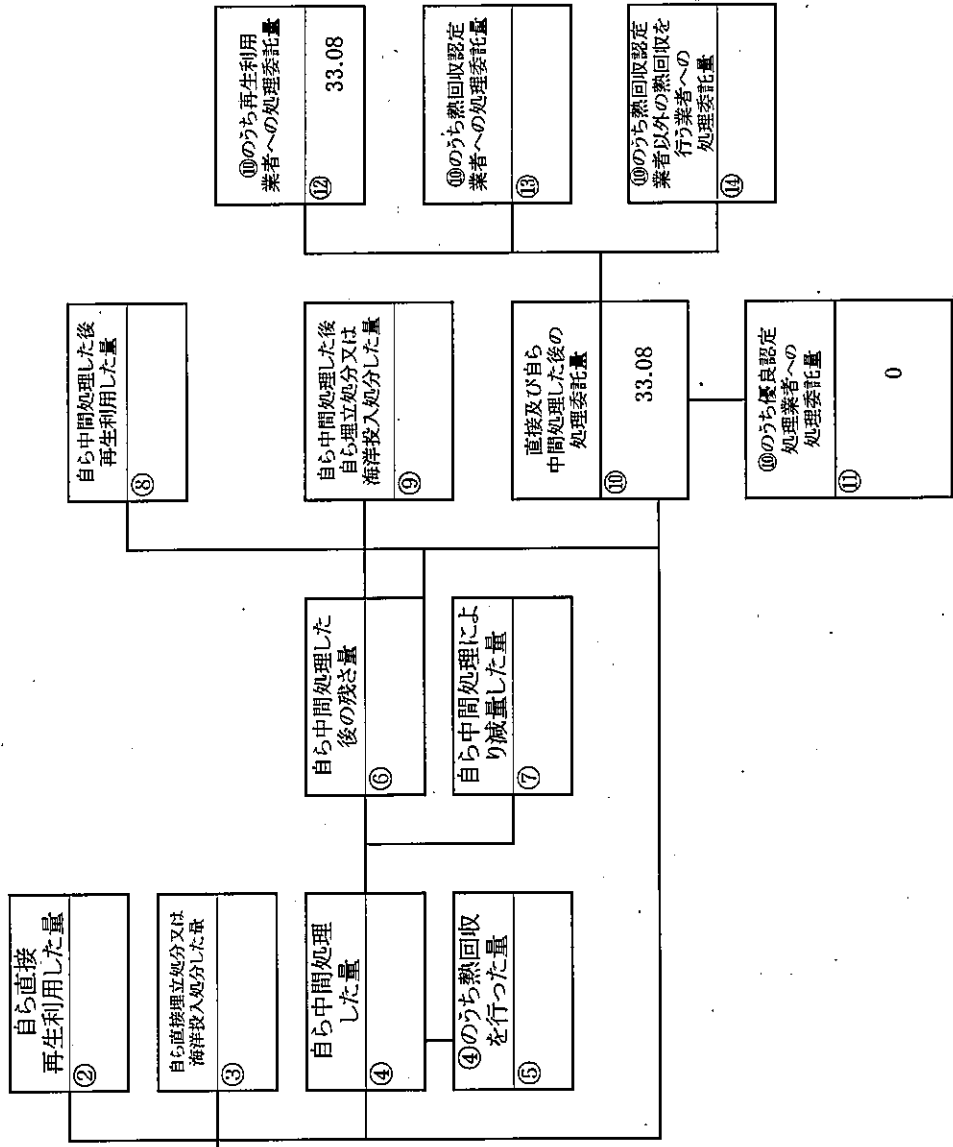 自ら直接
再生利用した量
②
自ら直接埋立処分又は
海洋投入処分した量
③
自ら中間処理
した量
④
④のうち熱回収
を行った量
⑤
自ら中間処理した
後の残さ量
⑥
自ら中間処理によ
り減量した量
⑦
自ら中間処理した後
再生利用した量
⑧
自ら中間処理した後
自ら埋立処分又は
海洋投入処分した量
⑨
直接及び自ら
中間処理した後の
処理委託量
⑩
33.08
⑩のうち優良認定
処理業者への
処理委託量
⑪
0
⑩のうち再生利用
業者への処理委託量
⑫
33.08
⑩のうち熱回収認定
業者への処理委託量
⑬
⑩のうち熱回収認定
業者以外の熱回収を
行う業者への
処理委託量
⑭